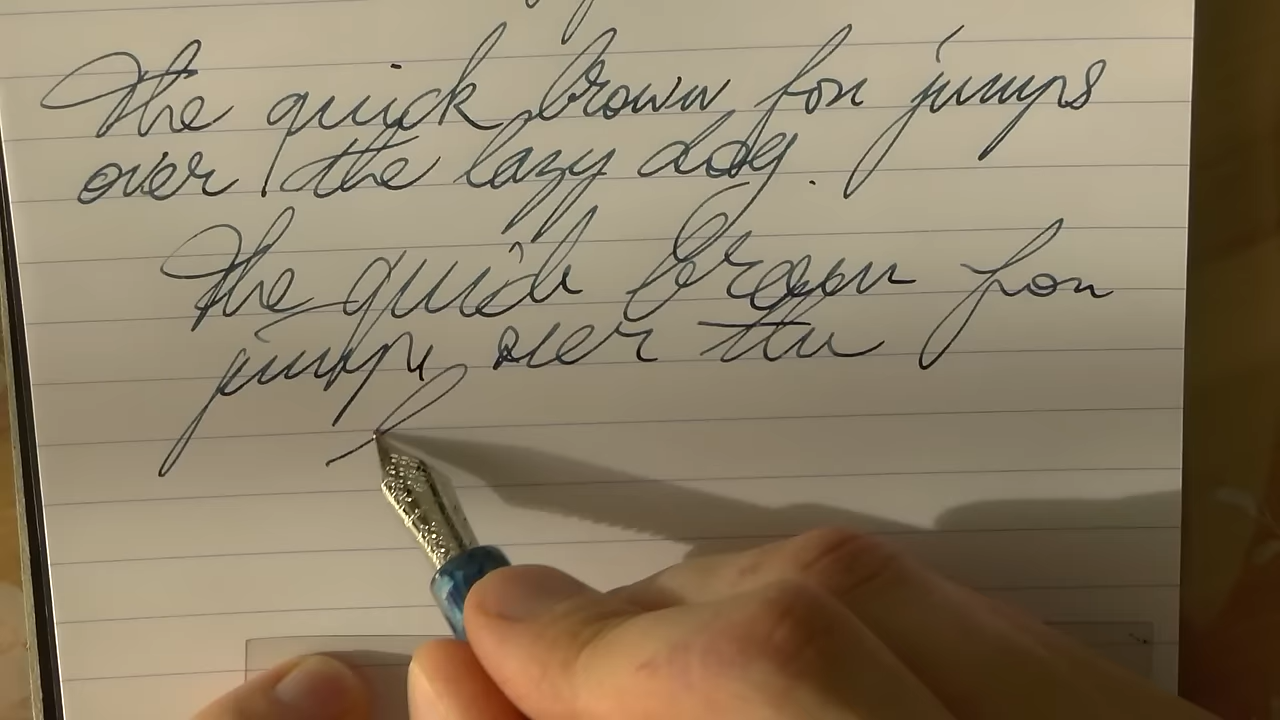 The quick brown fox jumps
over the lazy dog.
The quick brown fox
jumps over the
l